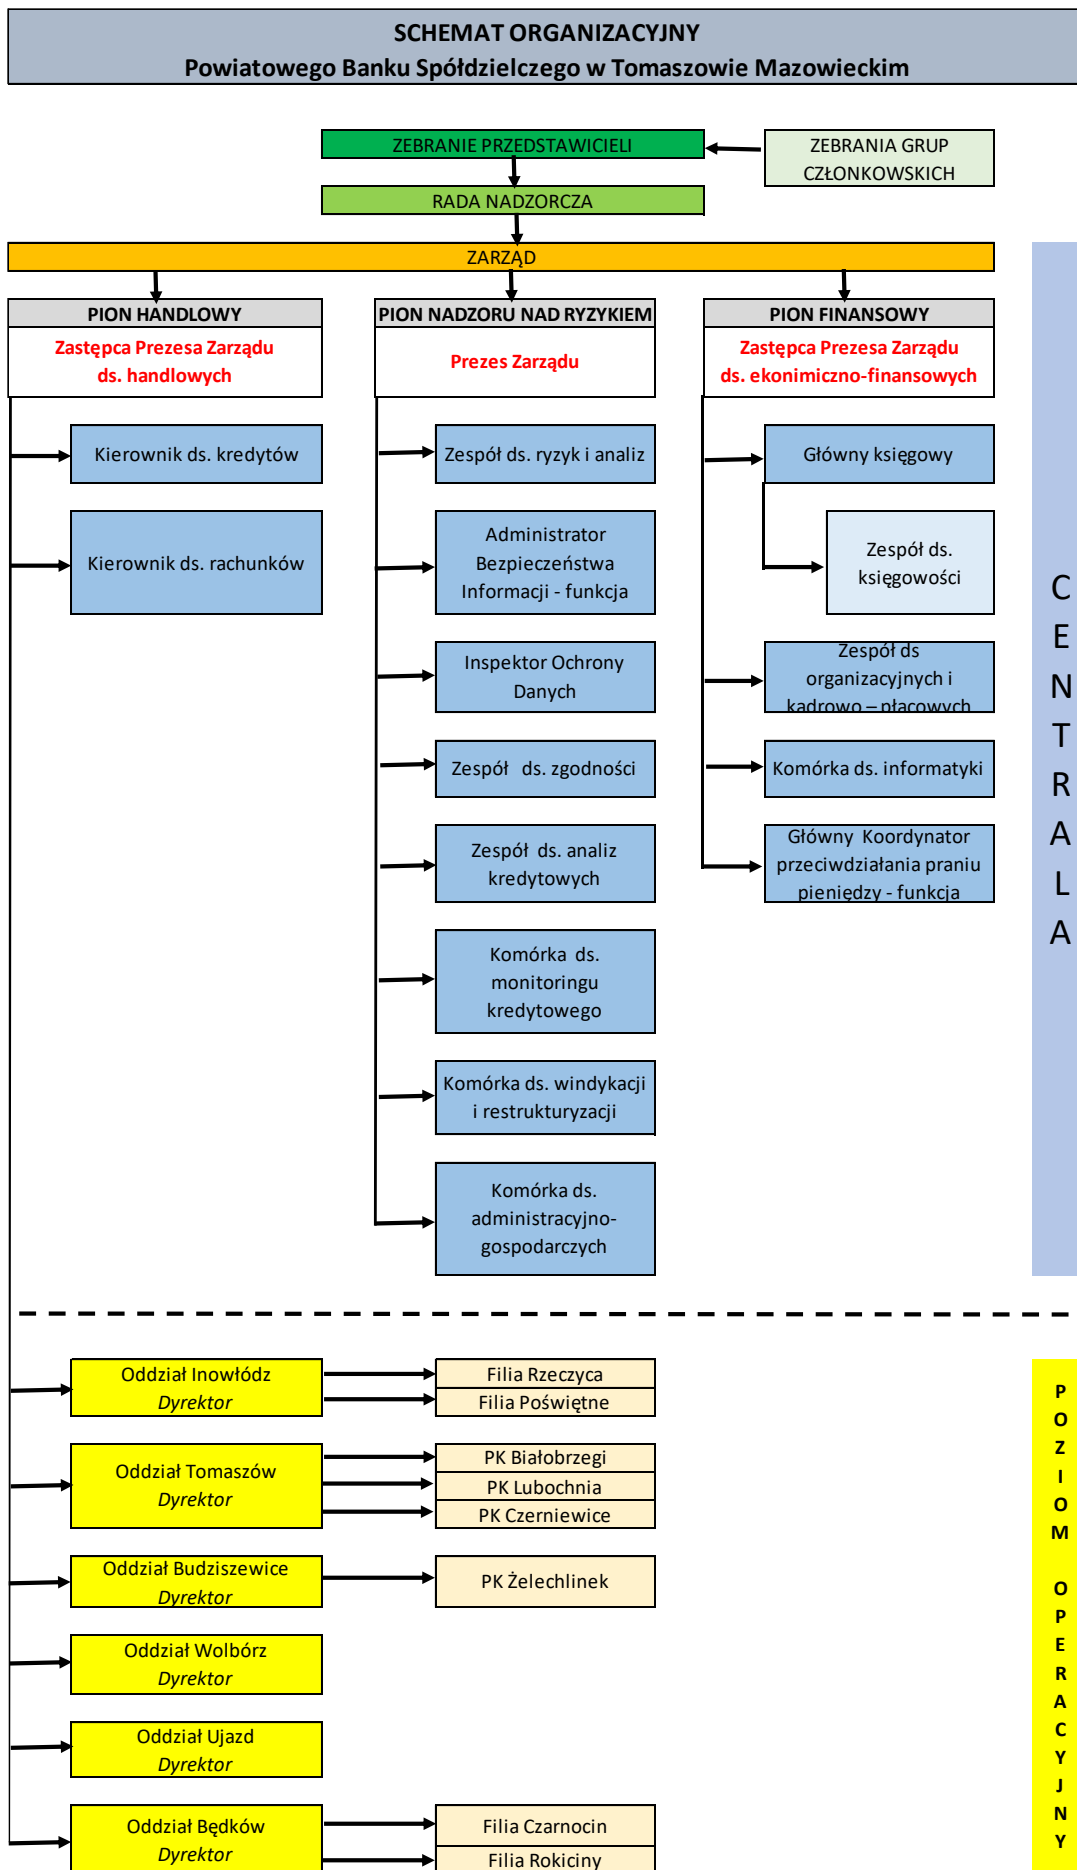 SCHEMAT ORGANIZACYJNY
Powiatowego Banku Spółdzielczego w Tomaszowie Mazowieckim
ZEBRANIE PRZEDSTAWICIELI
ZEBRANIA GRUP
CZŁONKOWSKICH
RADA NADZORCZA
ZARZĄD
PION HANDLOWY
Zastępca Prezesa Zarządu
ds. handlowych
PION NADZORU NAD RYZYKIEM
Prezes Zarządu
PION FINANSOWY
Zastępca Prezesa Zarządu
ds. ekonimiczno-finansowych
Kierownik ds. kredytów
Kierownik ds. rachunków
Zespół ds. ryzyk i analiz
Administrator
Bezpieczeństwa
Informacji - funkcja
Inspektor Ochrony
Danych
Zespół ds. zgodności
Zespół ds. analiz
kredytowych
Komórka ds.
monitoringu
kredytowego
Komórka ds. windykacji
i restrukturyzacji
Komórka ds.
administracyjno-
gospodarczych
Główny księgowy
Zespół ds.
księgowości
Zespół ds
organizacyjnych i
kadrowo – płacowych
Komórka ds. informatyki
Główny Koordynator
przeciwdziałania praniu
pieniędzy - funkcja
C
E
N
T
R
A
L
A
Oddział Inowłódz
Dyrektor
Filia Rzeczyca
Filia Poświętne
Oddział Tomaszów
Dyrektor
PK Białobrzegi
PK Lubochnia
PK Czerniewice
Oddział Budziszewice
Dyrektor
PK Żelechlinek
Oddział Wolbórz
Dyrektor
Oddział Ujazd
Dyrektor
Oddział Będków
Dyrektor
Filia Czarnocin
Filia Rokiciny
P
O
Z
I
O
M
O
P
E
R
A
C
Y
J
N
Y